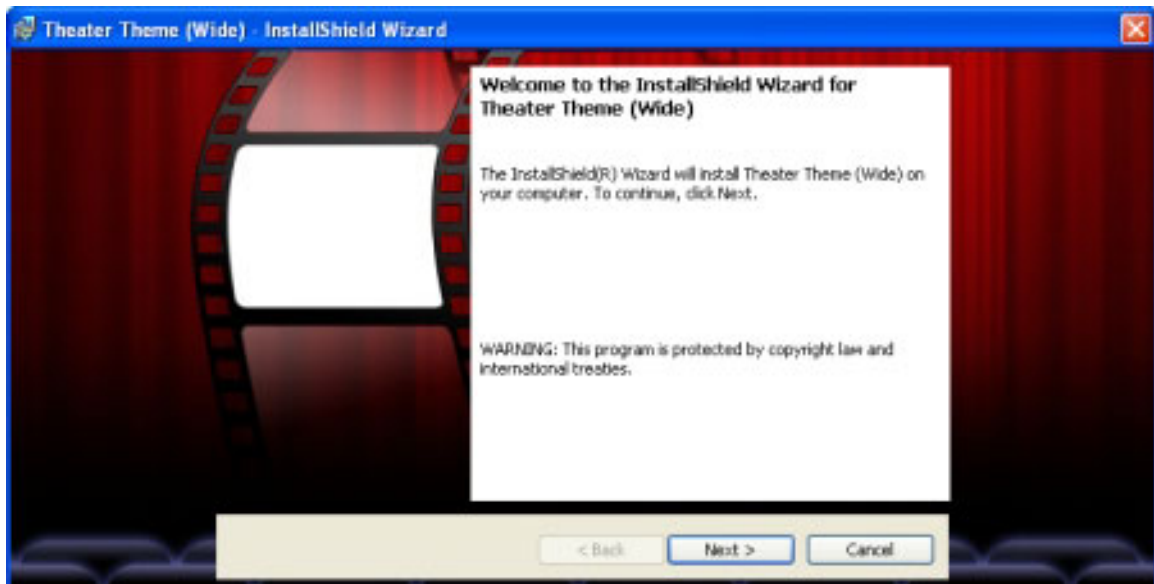 Theater Theme (Wide) - InstallShield Wizard
Welcome to the InstallShield Wizard for
Theater Theme (Wide)
The InstallShield(R) Wizard will install Theater Theme (Wide) on
your computer. To continue, click Next.
WARNING: This program is protected by copyright law and
international treaties.
< Back Next > Cancel